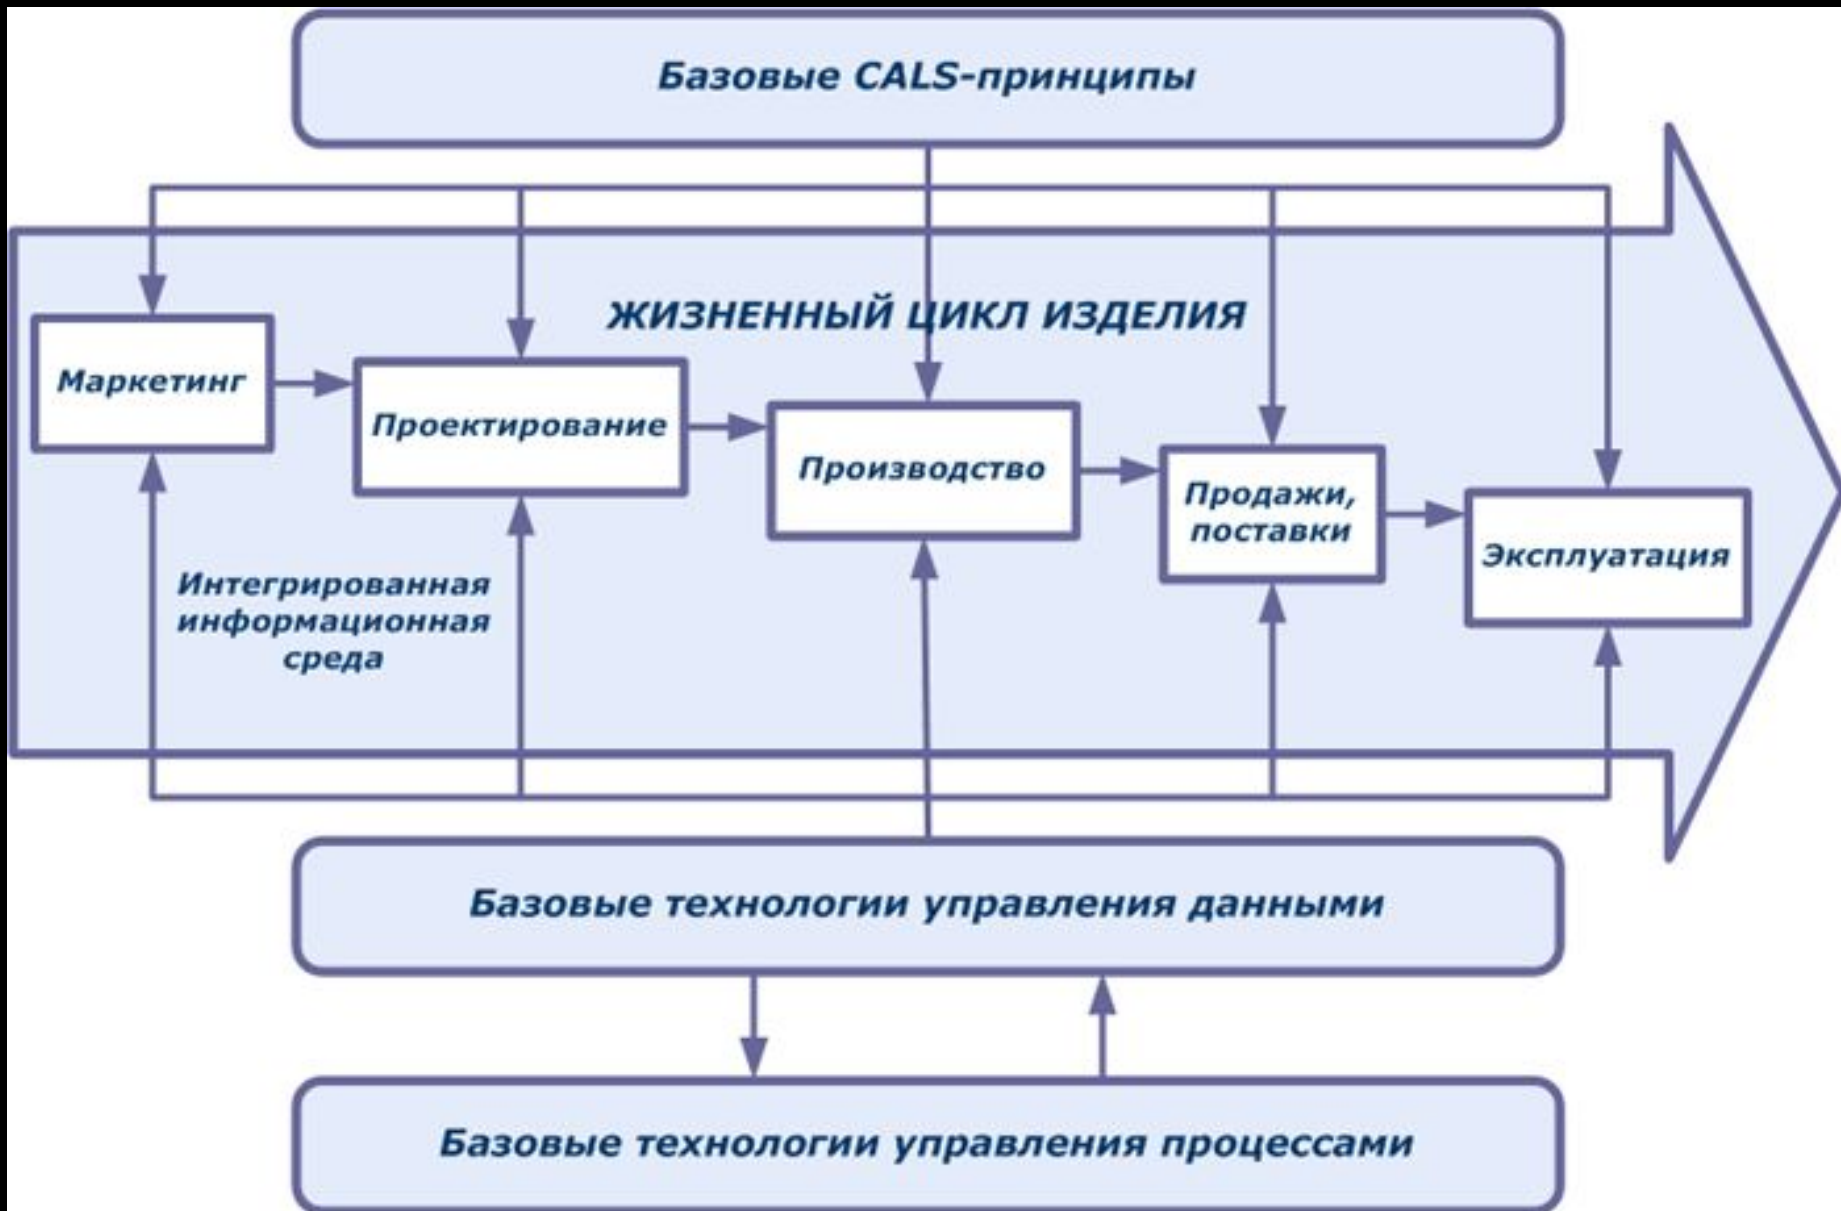 Базовые CALS-принципы
ЖИЗНЕННЫЙ ЦИКЛ ИЗДЕЛИЯ
Маркетинг
Проектирование
Производство
Продажи,
поставки
Эксплуатация
Интегрированная
информационная
среда
Базовые технологии управления данными
Базовые технологии управления процессами